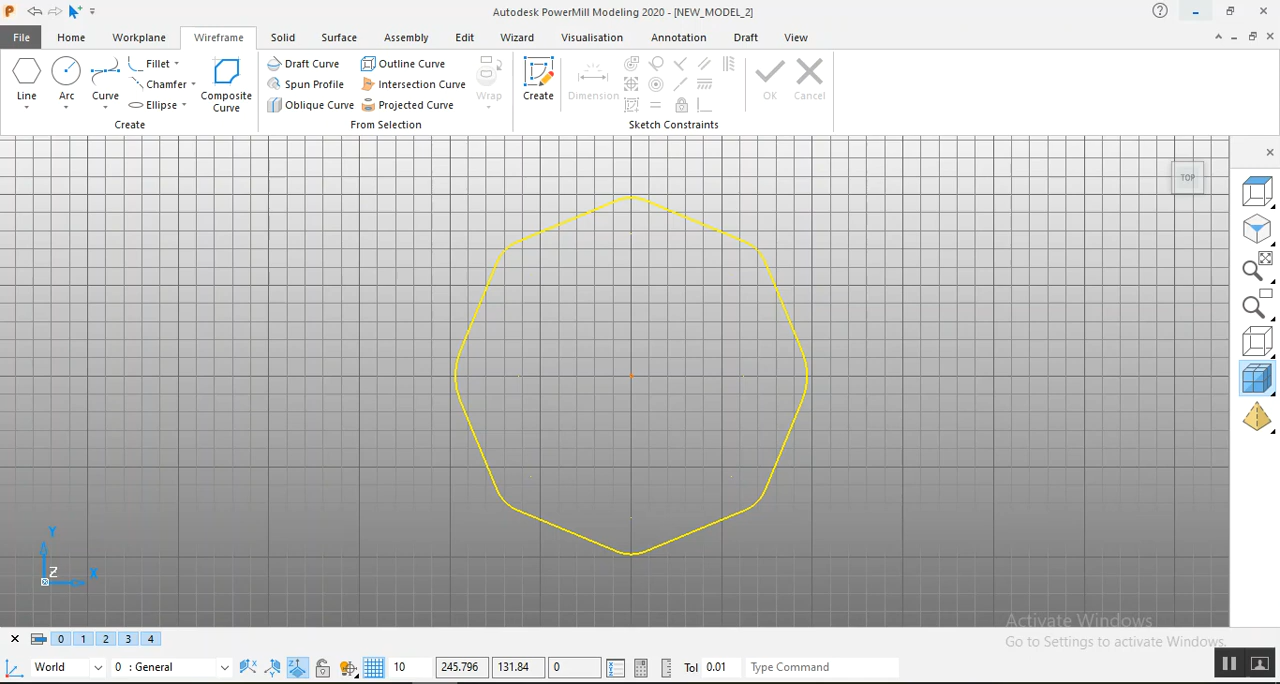 Autodesk PowerMill Modeling 2020 - [NEW_MODEL_2]
File Home Workplane Wireframe Solid Surface Assembly Edit Wizard Visualisation Annotation Draft View
Line
Arc
Curve
Fillet
Chamfer
Ellipse
Composite
Curve
Create
Draft Curve
Spun Profile
Oblique Curve
Outline Curve
Intersection Curve
Projected Curve
Wrap
From Selection
Create
Dimension
Sketch Constraints
OK
Cancel
TOP
Y
Z
X
Activate Windows
Go to Settings to activate Windows.
0 1 2 3 4
World 0 : General 10 245.796 131.84 0 Tol 0.01 Type Command